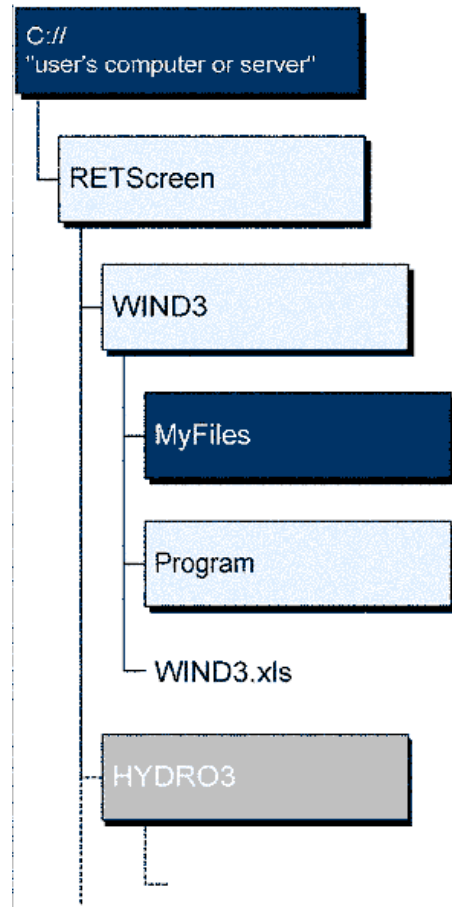 C://
"user's computer or server"
RETScreen
WIND3
MyFiles
Program
WIND3.xls
HYDRO3